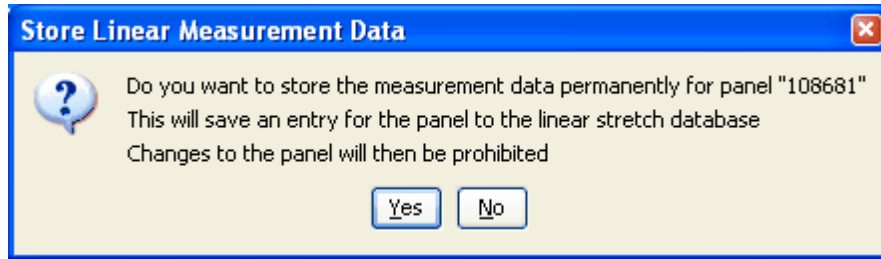 Store Linear Measurement Data
Do you want to store the measurement data permanently for panel "108681"
This will save an entry for the panel to the linear stretch database
Changes to the panel will then be prohibited
Yes No